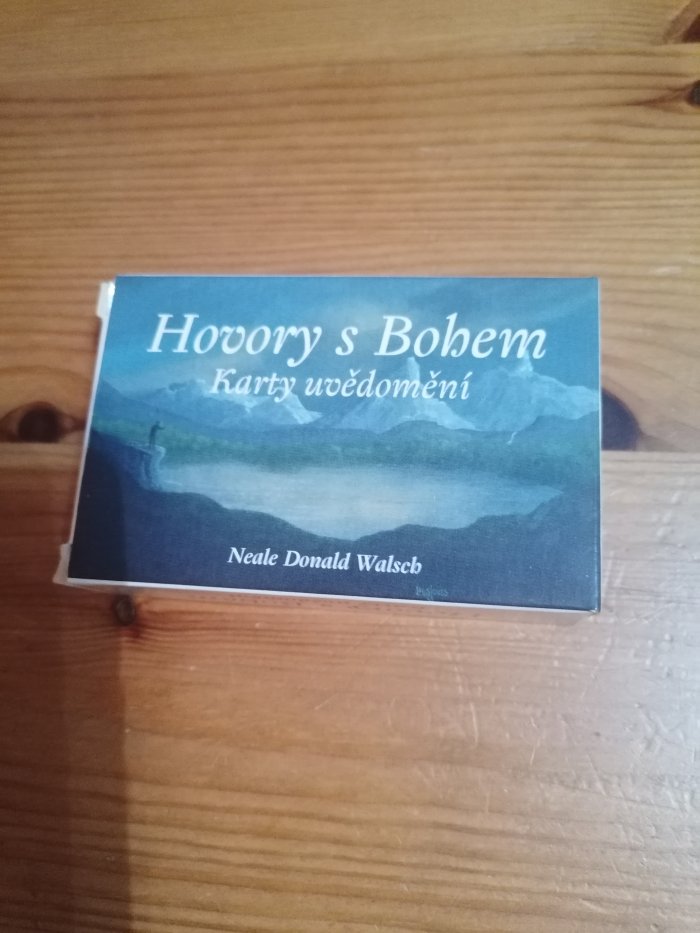 Hovory s Bohem
Karty uvědomění
Neale Donald Walsch